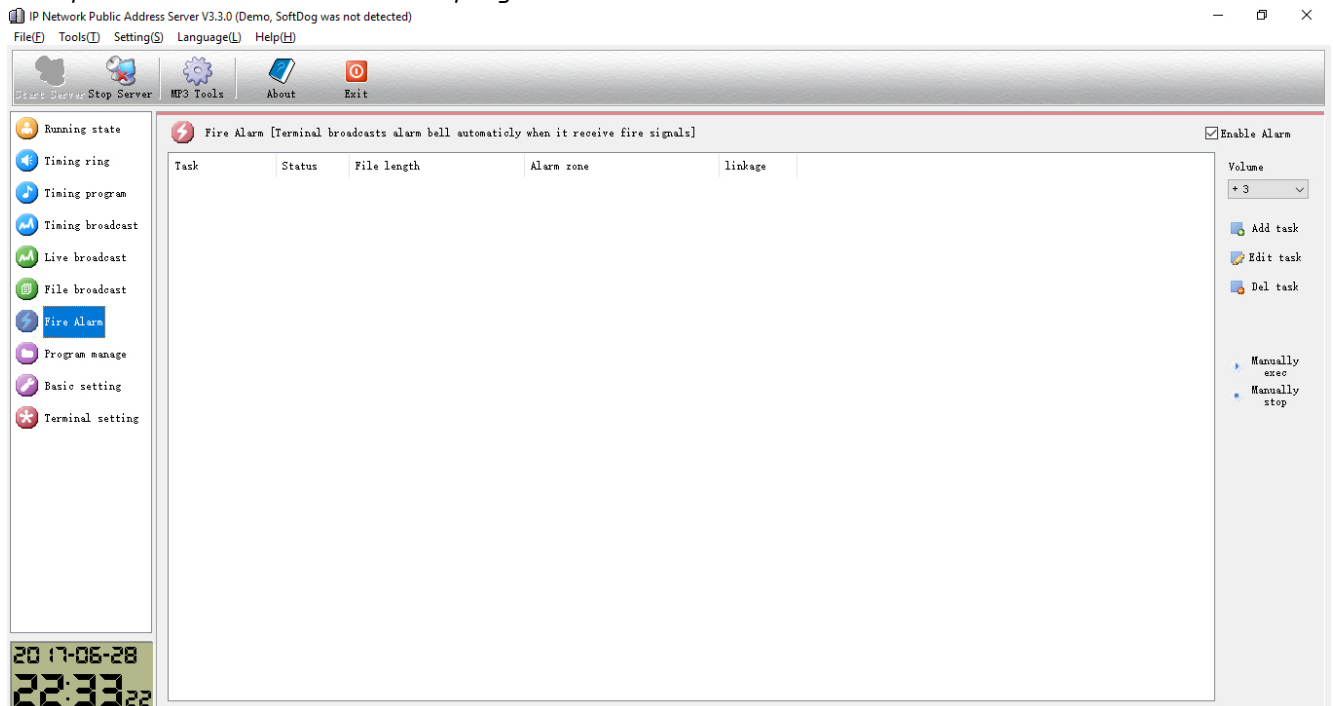 IP Network Public Address Server V3.3.0 (Demo, SoftDog was not detected)
File(F) Tools(T) Setting(S) Language(L) Help(H)
Start Server Stop Server MP3 Tools About Exit
Running state
Timing ring
Timing program
Timing broadcast
Live broadcast
File broadcast
Fire Alarm
Program manage
Basic setting
Terminal setting
Fire Alarm [Terminal broadcasts alarm bell automaticly when it receive fire signals]
Enable Alarm
Task Status File length Alarm zone linkage
Volume
+ 3
Add task
Edit task
Del task
Manually
exec
Manually
stop
2017-06-28
22:33 22